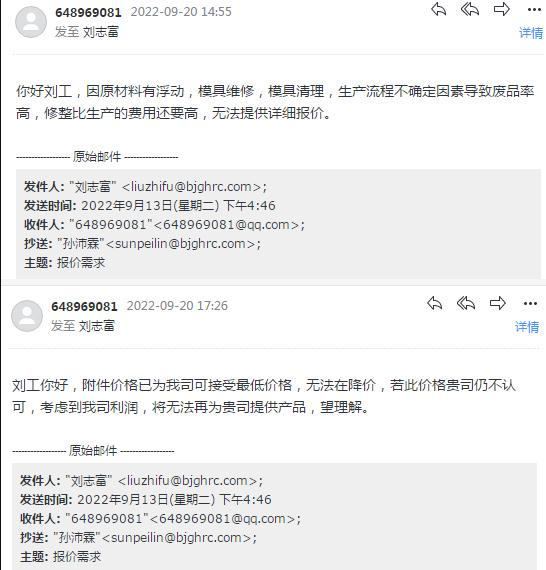 648969081 2022-09-20 14:55
发至 刘志富
详情
你好刘工，因原材料有浮动，模具维修，模具清理，生产流程不确定因素导致废品率
高，修整比生产的费用还要高，无法提供详细报价。
------------------ 原始邮件 ------------------
发件人: "刘志富" <liuzhifu@bjghrc.com>;
发送时间: 2022年9月13日(星期二) 下午4:46
收件人: "648969081"<648969081@qq.com>;
抄送: "孙沛霖"<sunpeilin@bjghrc.com>;
主题: 报价需求
648969081 2022-09-20 17:26
发至 刘志富
详情
刘工你好，附件价格已为我司可接受最低价格，无法在降价，若此价格贵司仍不认
可，考虑到我司利润，将无法再为贵司提供产品，望理解。
------------------ 原始邮件 ------------------
发件人: "刘志富" <liuzhifu@bjghrc.com>;
发送时间: 2022年9月13日(星期二) 下午4:46
收件人: "648969081"<648969081@qq.com>;
抄送: "孙沛霖"<sunpeilin@bjghrc.com>;
主题: 报价需求